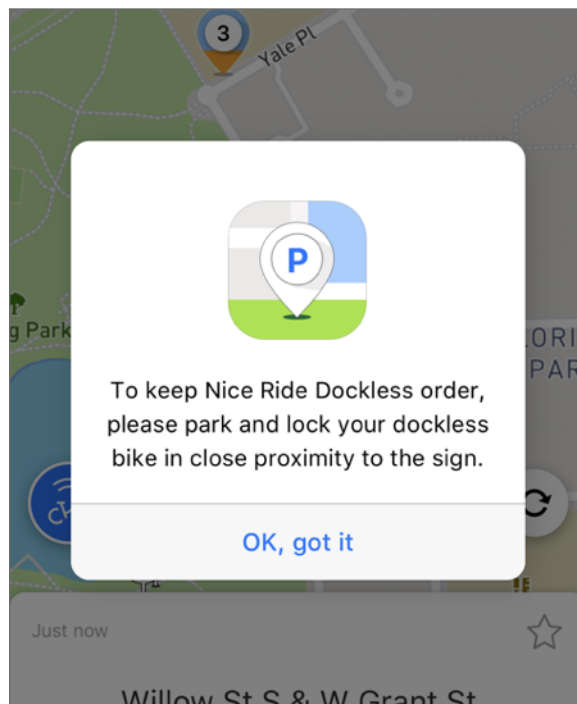 3
Yale Pl
P
To keep Nice Ride Dockless order,
please park and lock your dockless
bike in close proximity to the sign.
g Park
ORI
PAR
OK, got it
Just now
Willow St S & W Grant St